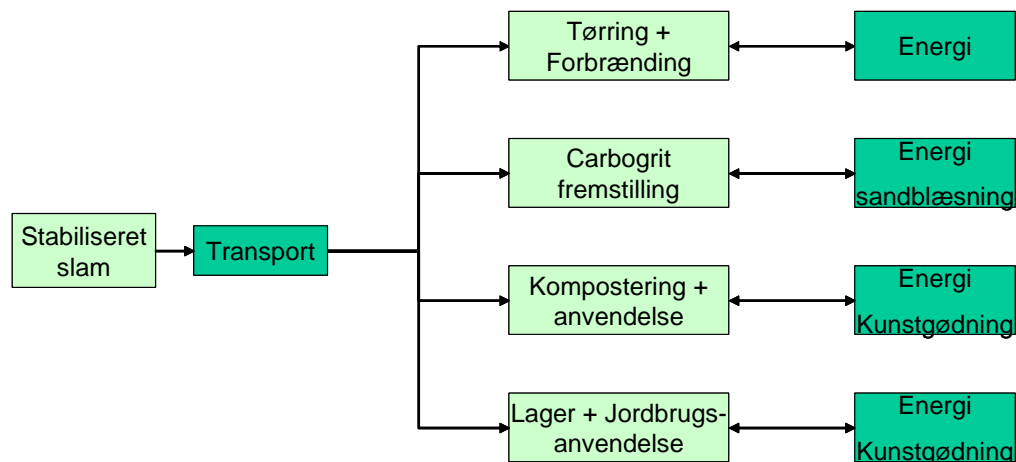 Stabiliseret
slam
Transport
Tørring +
Forbrænding
Energi
Carbogrit
fremstilling
Energi
sandblæsning
Kompostering +
anvendelse
Energi
Kunstgødning
Lager + Jordbrugs-
anvendelse
Energi
Kunstgødning